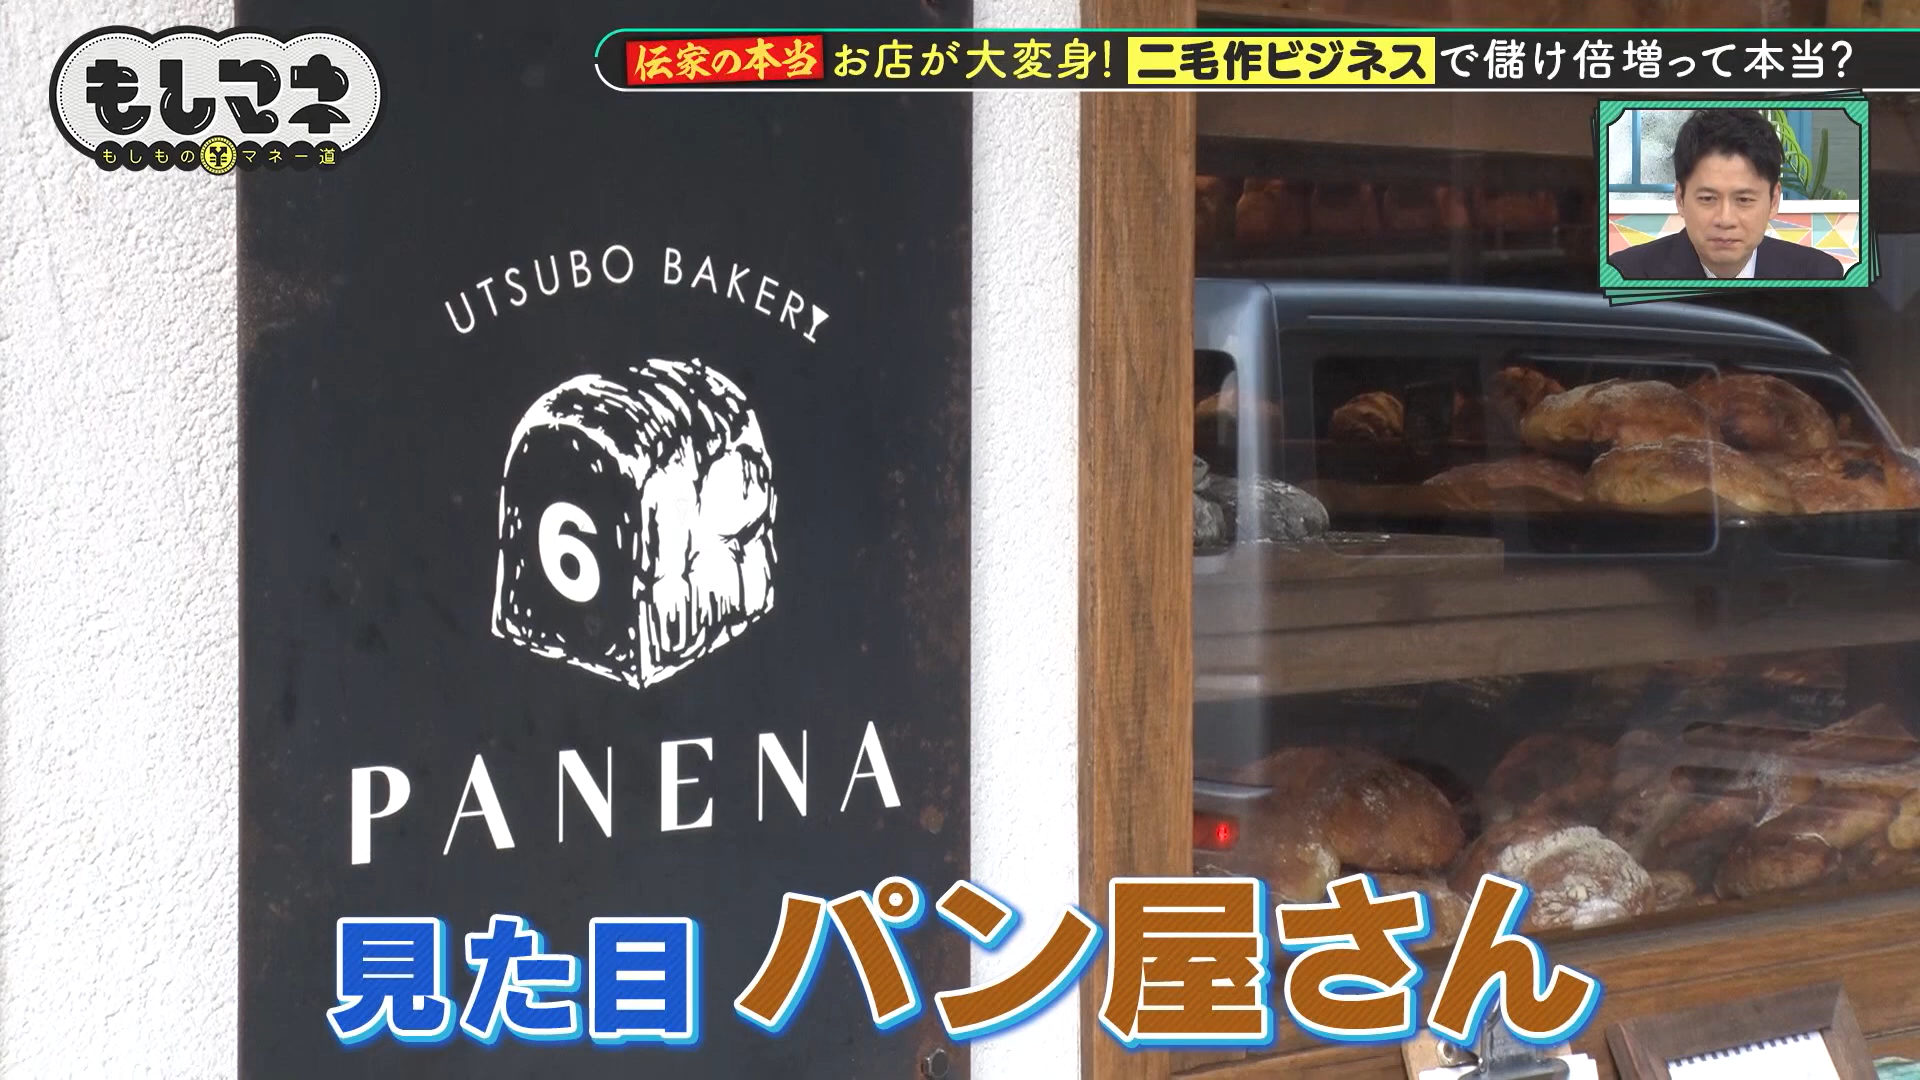 もしマネ
もしもの¥マネー道
伝家の本当 お店が大変身! 二毛作ビジネスで儲け倍増って本当?
UTSUBO BAKERY
6
PANENA
見た目 パン屋さん